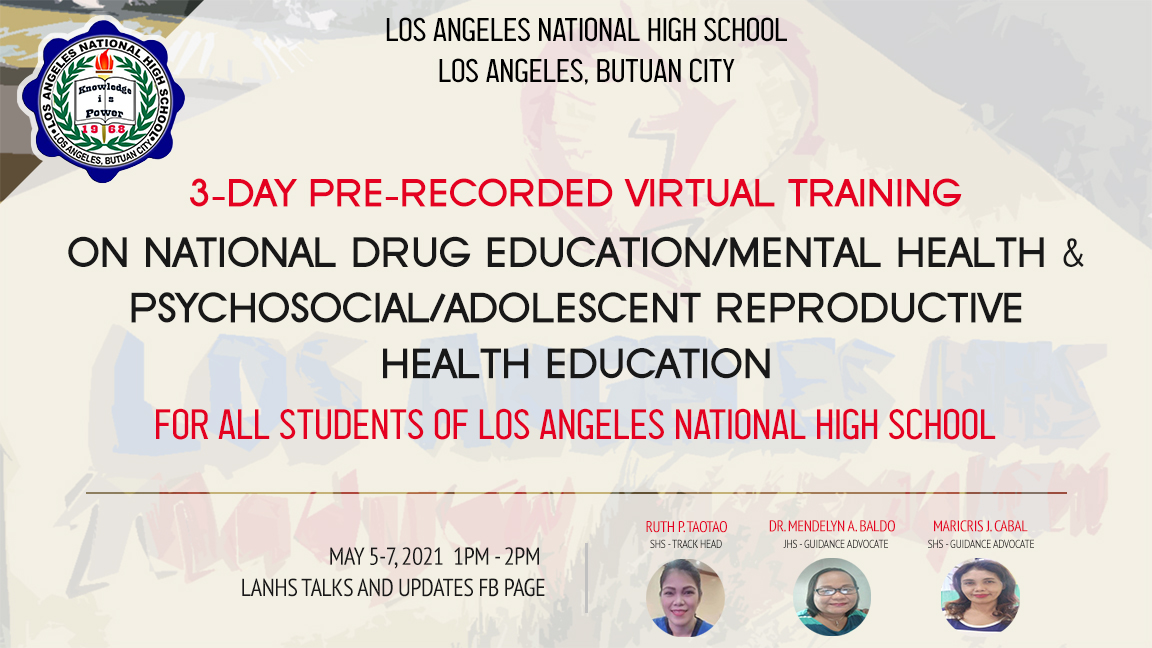 LOS ANGELES NATIONAL HIGH SCHOOL
LOS ANGELES, BUTUAN CITY
LOS ANGELES NATIONAL HIGH SCHOOL
Knowledge
is
Power
1968
LOS ANGELES, BUTUAN CITY
3-DAY PRE-RECORDED VIRTUAL TRAINING
ON NATIONAL DRUG EDUCATION/MENTAL HEALTH &
PSYCHOSOCIAL/ADOLESCENT REPRODUCTIVE
HEALTH EDUCATION
FOR ALL STUDENTS OF LOS ANGELES NATIONAL HIGH SCHOOL
MAY 5-7, 2021 1PM - 2PM
LANHS TALKS AND UPDATES FB PAGE
RUTH P. TAOTAO
SHS - TRACK HEAD
DR. MENDELYN A. BALDO
JHS - GUIDANCE ADVOCATE
MARICRIS J. CABAL
SHS - GUIDANCE ADVOCATE